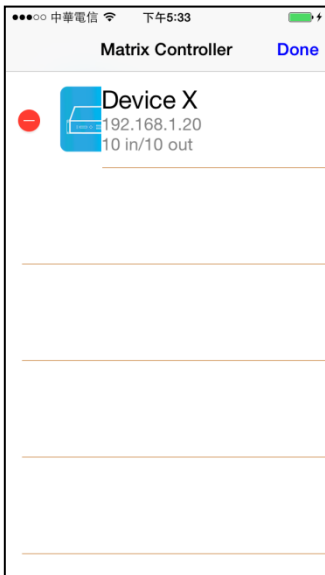 中華電信 下午5:33
Matrix Controller Done
Device X
192.168.1.20
10 in/10 out